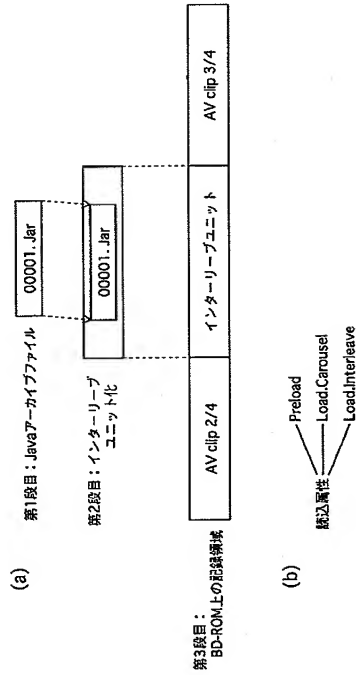 (a)
第1段目：Javaアーカイブファイル
00001. Jar
第2段目：インターリーブ
ユニット化
00001. Jar
第3段目：
BD-ROM上の記録領域
AV clip 2/4
インターリーブユニット
AV clip 3/4
(b)
読込属性
Preload
Load.Carousel
Load.Interleave